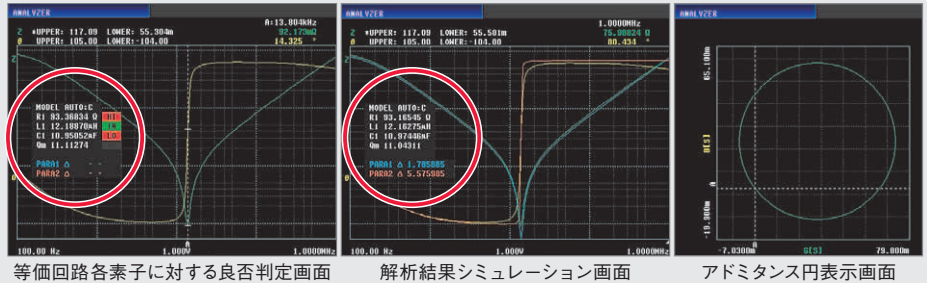 ANALYZER
A:13.804kHz
Z *UPPER: 117.09 LOWER: 55.304m 92.173mΩ
θ UPPER: 105.00 LOWER:-104.00 14.325 °
Z
MODEL AUTO:C
R1 93.36834 Ω HI
L1 12.18870mH IN
C1 10.95052nF LO
Qm 11.11274
PARA1 △ - -
PARA2 △ - -
θ
A
100.00 Hz 1.000V 1.0000MHz
等価回路各素子に対する良否判定画面
ANALYZER
1.0000MHz
Z *UPPER: 117.09 LOWER: 55.501m 75.90024 Ω
θ UPPER: 105.00 LOWER:-104.00 80.434 °
Z
MODEL AUTO:C
R1 93.16545 Ω
L1 12.16275mH
C1 10.97446nF
Qm 11.04311
PARA1 △ 1.705885
PARA2 △ 5.575985
θ
100.00 Hz 1.000V 1.0000MHz
解析結果シミュレーション画面
ANALYZER
65.100m
B[S]
A
-19.900m
A
-7.0300m G[S] 79.800m
アドミタンス円表示画面